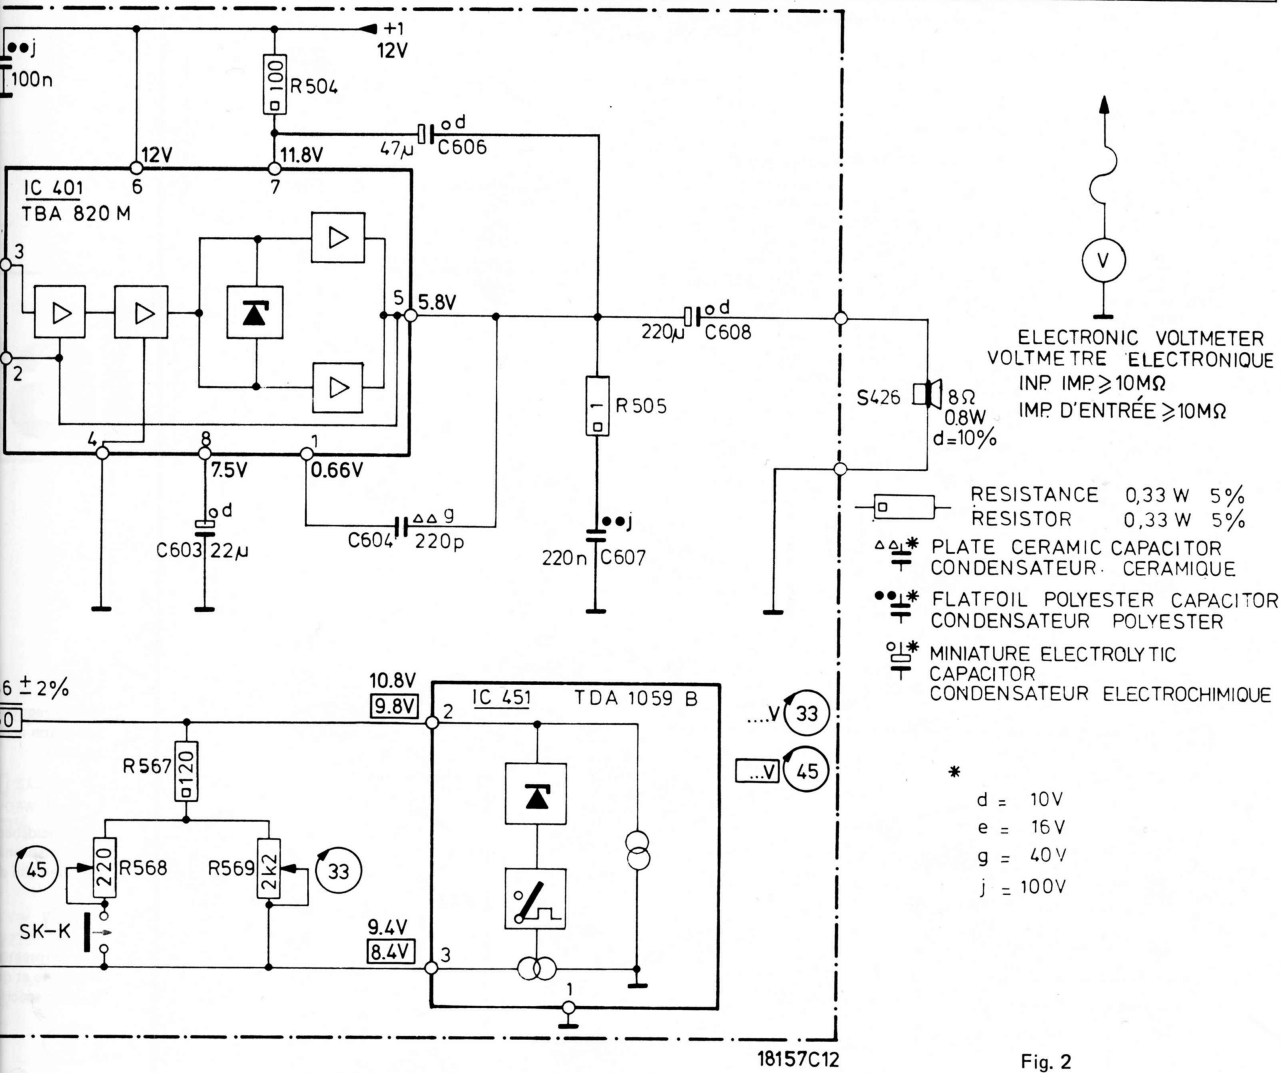 +1
12V
j
100n
100
R504
47µ
d
C606
12V
11.8V
6
7
IC 401
TBA 820 M
3
2
5
5.8V
220µ
d
C608
1
R505
S426
8Ω
0.8W
d=10%
4
8
1
7.5V
0.66V
d
C603
22µ
g
C604
220p
j
220n
C607
V
ELECTRONIC VOLTMETER
VOLTMETRE ELECTRONIQUE
INP. IMP. ⩾10MΩ
IMP. D'ENTRÉE ⩾10MΩ
RESISTANCE 0,33 W 5%
RESISTOR 0,33 W 5%
* PLATE CERAMIC CAPACITOR
CONDENSATEUR CERAMIQUE
* FLATFOIL POLYESTER CAPACITOR
CONDENSATEUR POLYESTER
* MINIATURE ELECTROLYTIC
CAPACITOR
CONDENSATEUR ELECTROCHIMIQUE
*
d = 10V
e = 16V
g = 40V
j = 100V
6 ± 2%
0
R567
120
45
220
R568
R569
2k2
33
SK-K
10.8V
9.8V
2
IC 451
TDA 1059 B
9.4V
8.4V
3
1
....V
33
...V
45
18157C12
Fig. 2